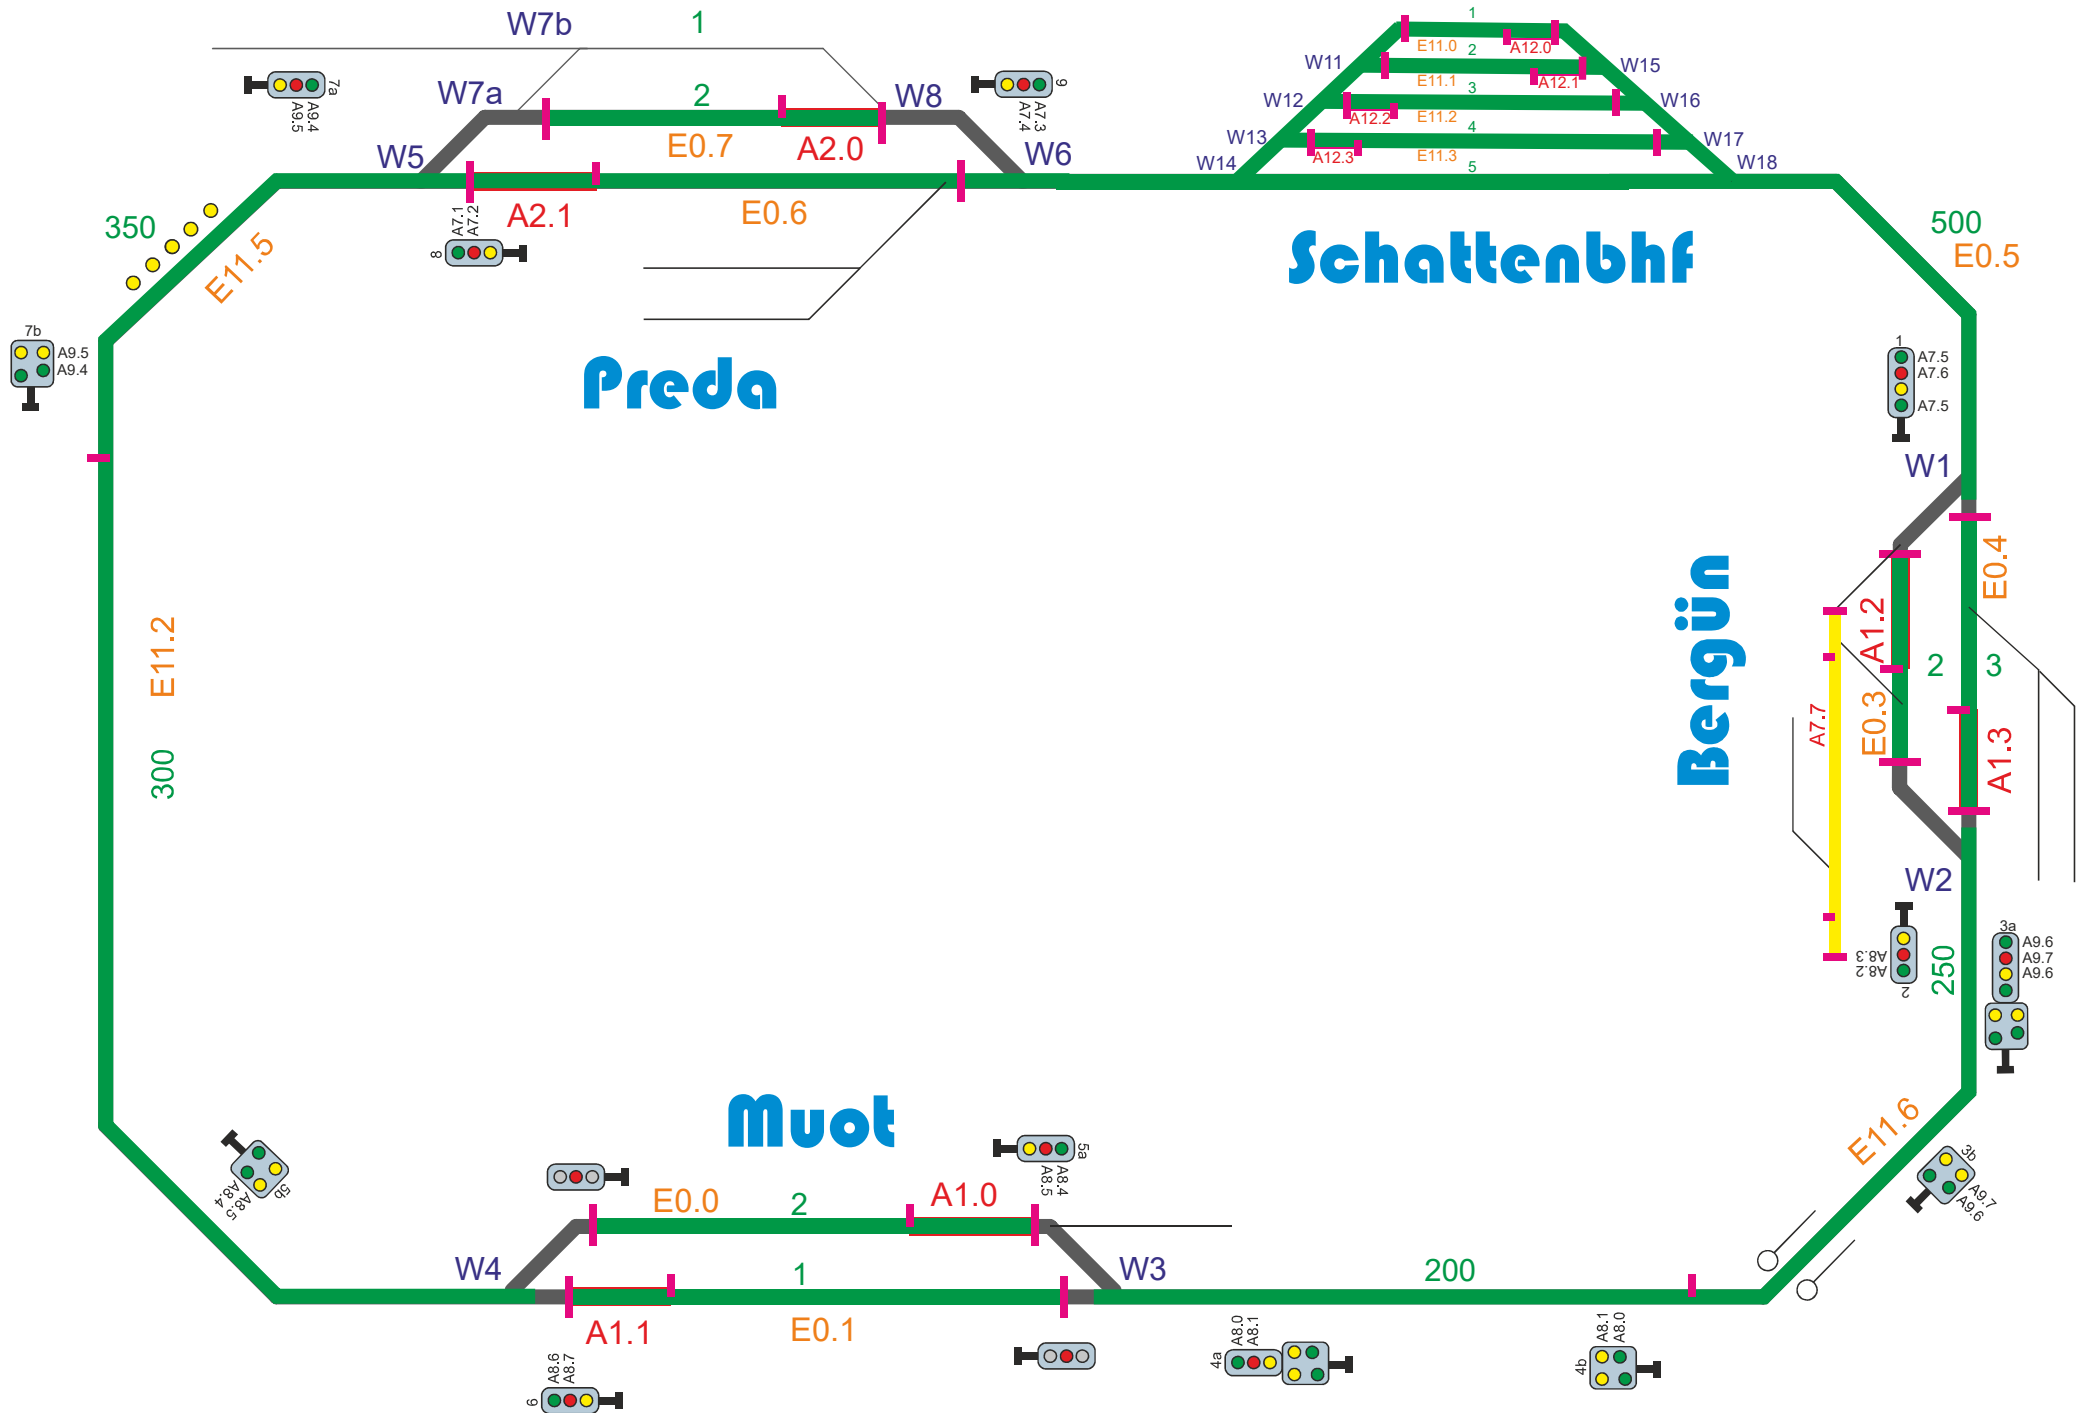 W7b
1
W7a
2
W8
W5
E0.7
A2.0
W6
7a
A9.4
A9.5
9
A7.3
A7.4
A2.1
E0.6
A7.1
A7.2
8
350
E11.5
Preda
1
E11.0
2
A12.0
W11
W15
E11.1
3
A12.1
W12
W16
A12.2
E11.2
4
W13
W17
A12.3
E11.3
5
W14
W18
Schattenbhf
500
E0.5
7b
A9.5
A9.4
1
A7.5
A7.6
A7.5
W1
E0.4
Bergün
A1.2
2
3
A7.7
E0.3
A1.3
W2
A8.3
A8.2
2
250
3a
A9.6
A9.7
A9.6
E11.2
300
E11.6
3b
A9.7
A9.6
Muot
5b
A8.5
A8.4
5a
A8.4
A8.5
E0.0
2
A1.0
W4
1
W3
200
A1.1
E0.1
A8.6
A8.7
6
A8.0
A8.1
4a
A8.1
A8.0
4b